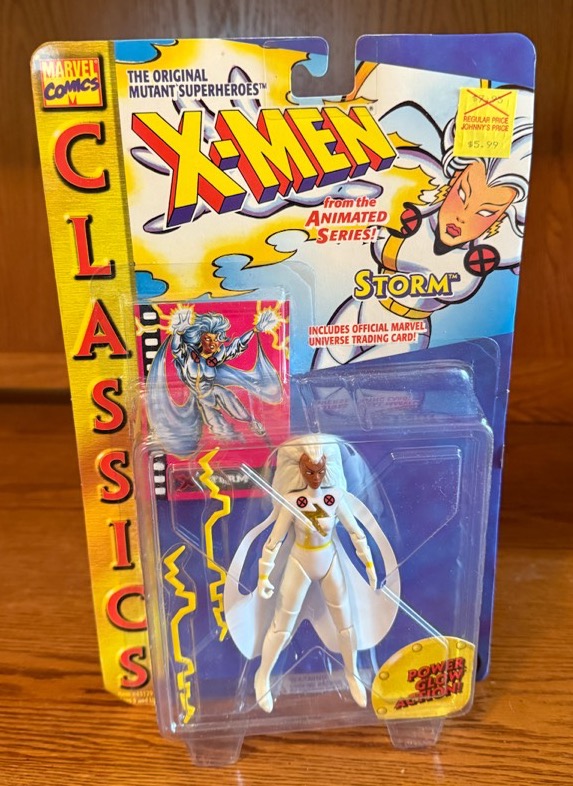 MARVEL
COMICS
THE ORIGINAL
MUTANT SUPERHEROES™
X-MEN
REGULAR PRICE
JOHNNY'S PRICE
$5.99
from the
ANIMATED
SERIES!
STORM™
INCLUDES OFFICIAL MARVEL
UNIVERSE TRADING CARD!
CLASSICS
STORM
POWER
GLOW
ACTION!